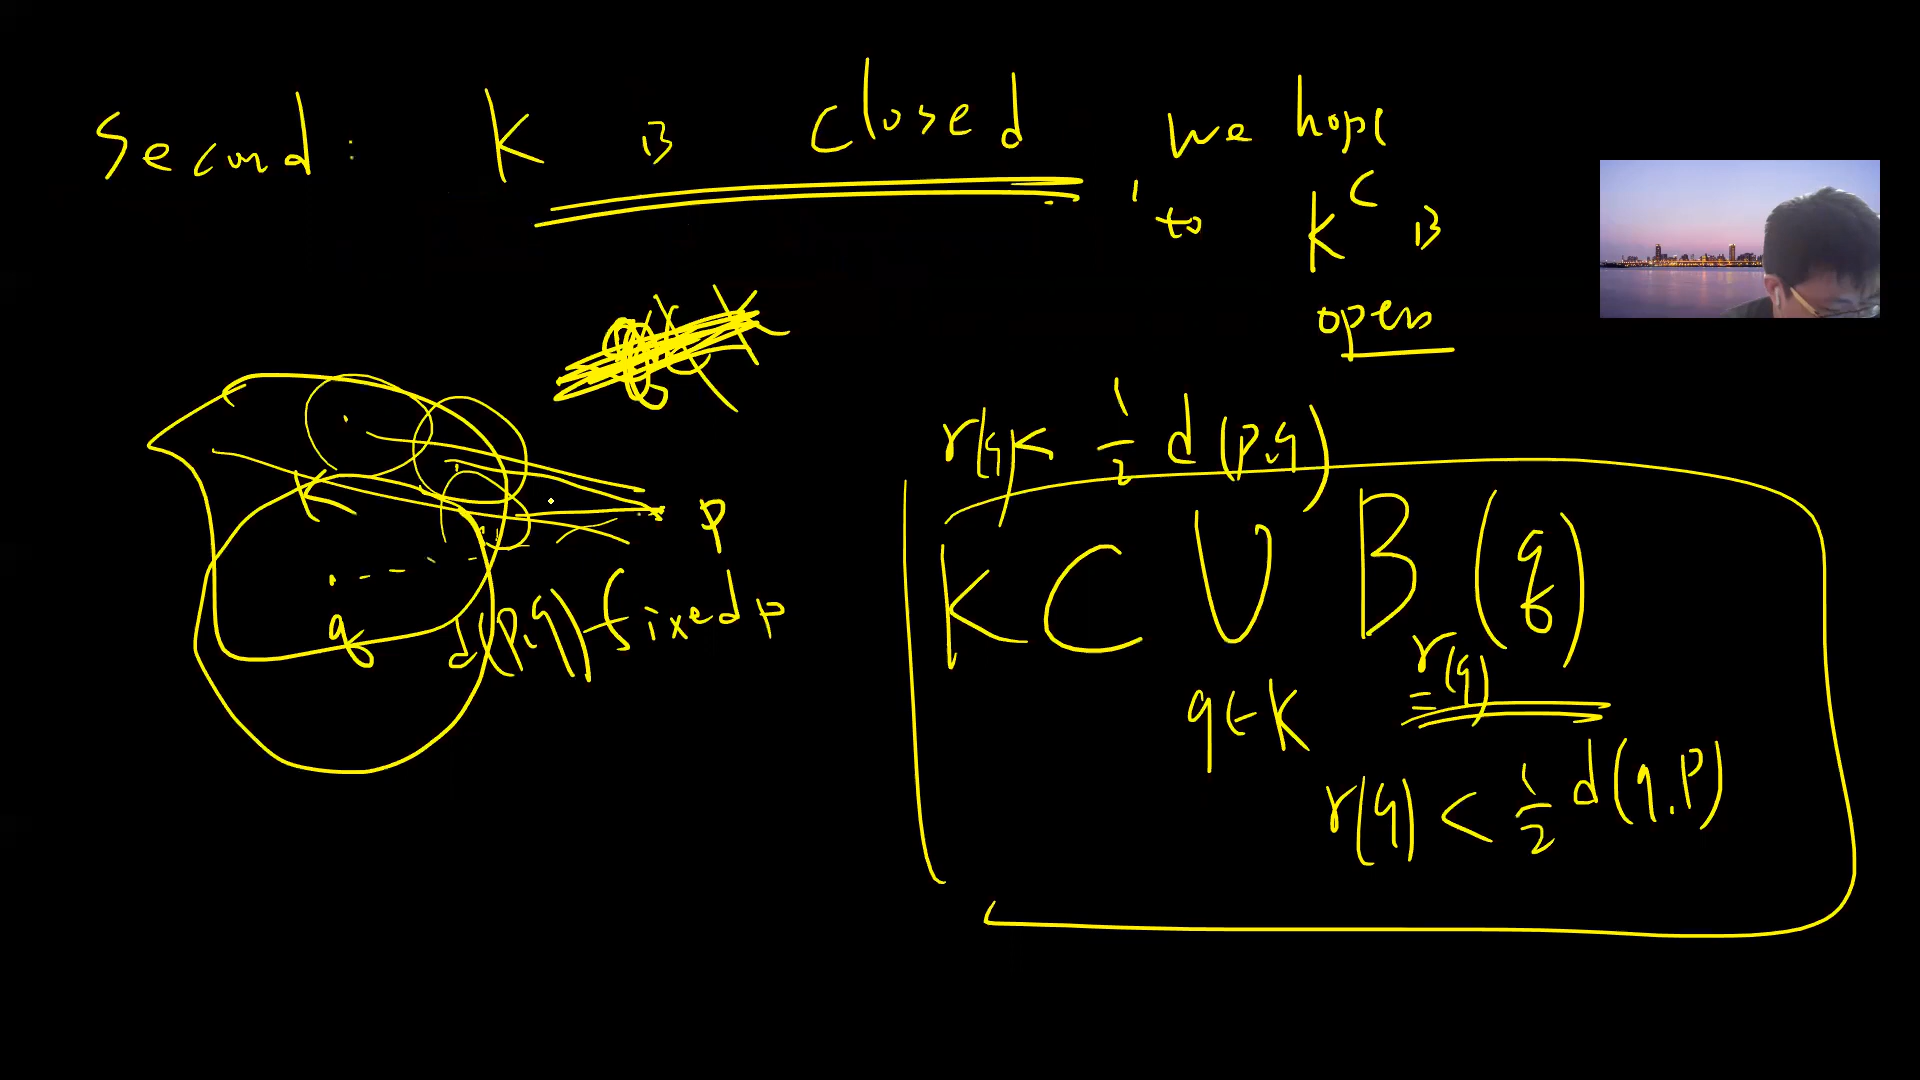 Second: K is closed, we hope
to K^C is
open
r(q) < 1/2 d(p,q)
K ⊂ ∪ B_{r(q)} (q)
q∈K
r(q) < 1/2 d(q,p)
p
q d(p,q) - fixed p